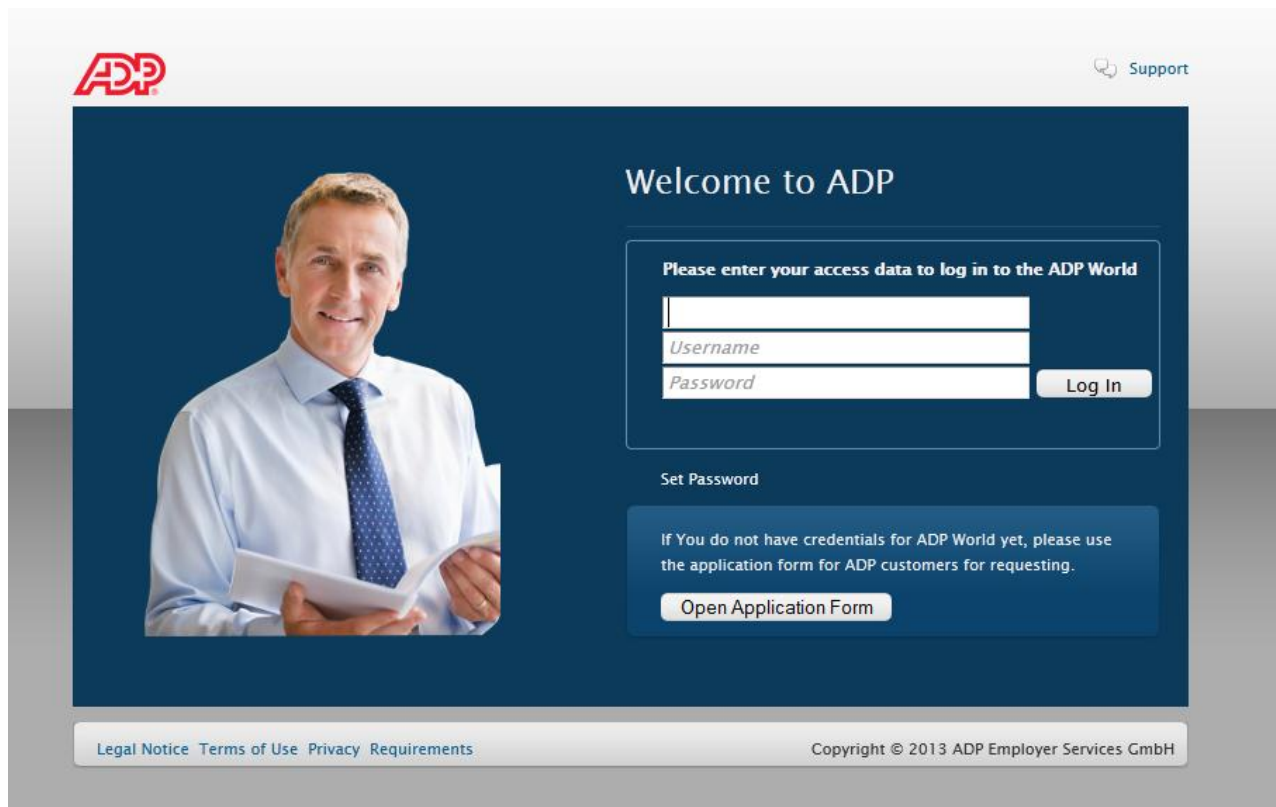 ADP
Support
Welcome to ADP
Please enter your access data to log in to the ADP World
Username
Password
Log In
Set Password
If You do not have credentials for ADP World yet, please use
the application form for ADP customers for requesting.
Open Application Form
Legal Notice Terms of Use Privacy Requirements
Copyright © 2013 ADP Employer Services GmbH